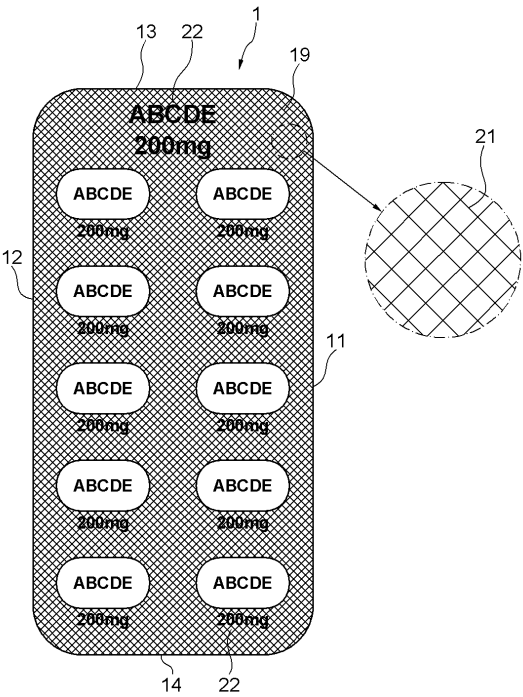 1
13
22
19
ABCDE
200mg
21
ABCDE ABCDE
200mg 200mg
12
ABCDE ABCDE
200mg 200mg
11
ABCDE ABCDE
200mg 200mg
ABCDE ABCDE
200mg 200mg
ABCDE ABCDE
200mg 200mg
14
22